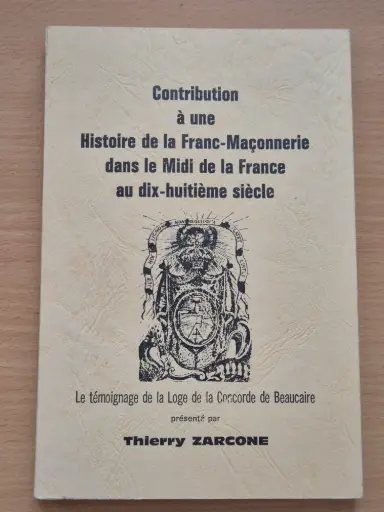 Contribution
à une
Histoire de la Franc-Maçonnerie
dans le Midi de la France
au dix-huitième siècle
Le témoignage de la Loge de la Concorde de Beaucaire
présenté par
Thierry ZARCONE